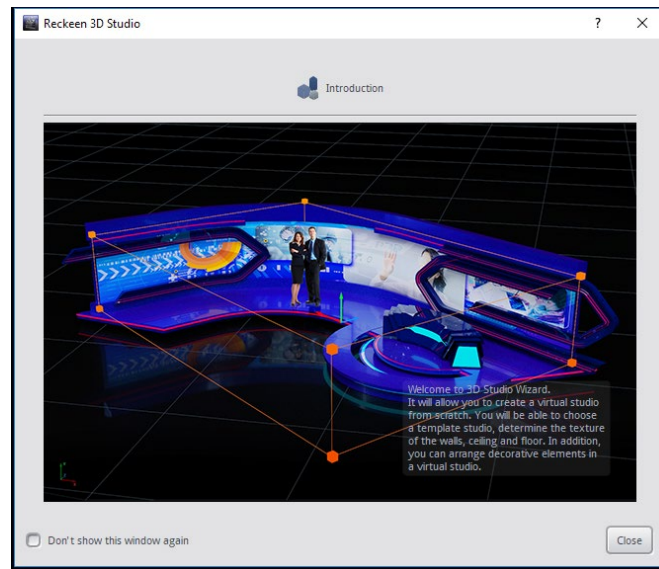 Reckeen 3D Studio
?
Introduction
Welcome to 3D Studio Wizard.
It will allow you to create a virtual studio
from scratch. You will be able to choose
a template studio, determine the texture
of the walls, ceiling and floor. In addition,
you can arrange decorative elements in
a virtual studio.
Don't show this window again
Close